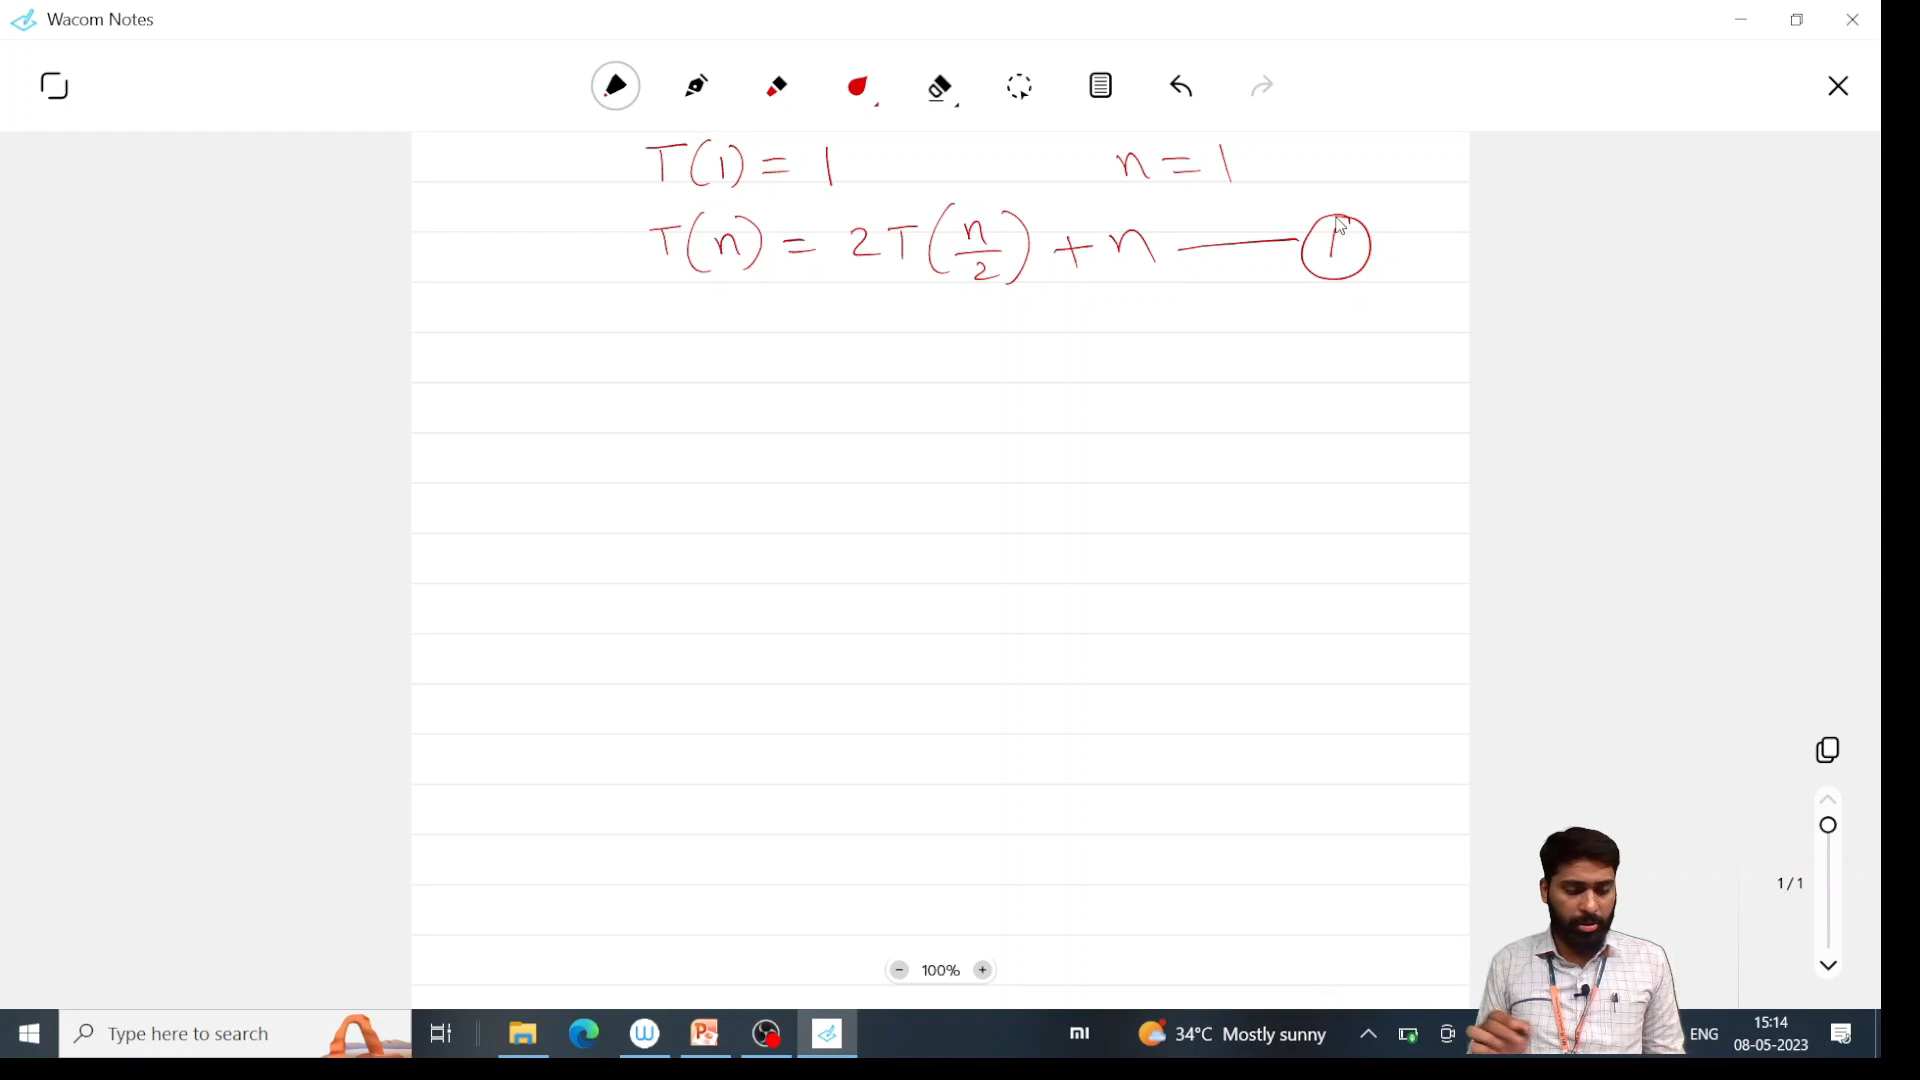 Wacom Notes
T(1) = 1 n = 1
T(n) = 2T(n/2) + n —— 1
1 / 1
100%
Type here to search
34°C Mostly sunny
ENG
15:14
08-05-2023